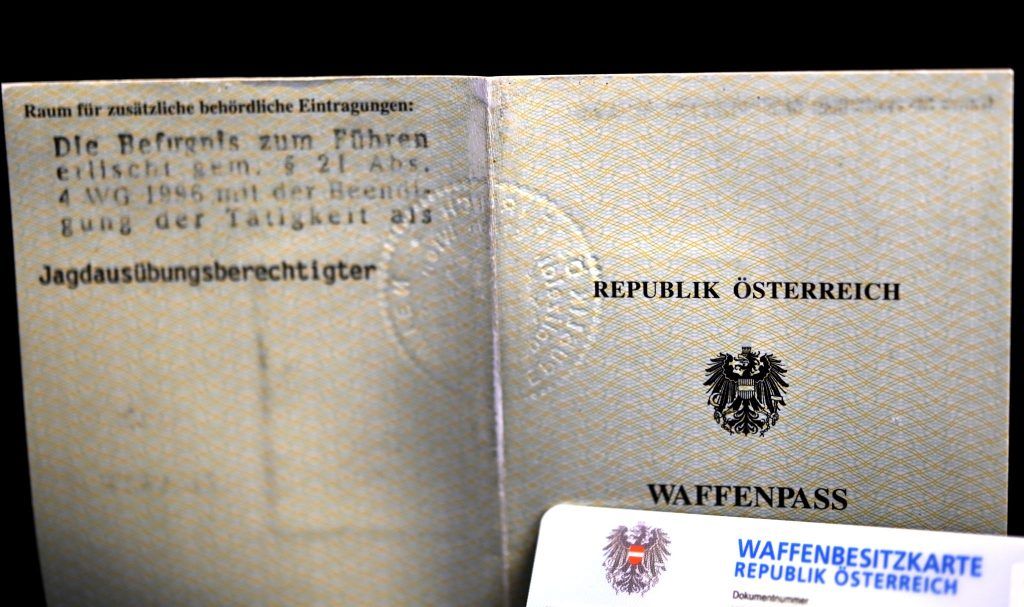 Raum für zusätzliche behördliche Eintragungen:
Die Befugnis zum Führen
erlischt gem. § 21 Abs.
4 WG 1996 mit der Beendi-
gung der Tätigkeit als
Jagdausübungsberechtigter
REPUBLIK ÖSTERREICH
WAFFENPASS
WAFFENBESITZKARTE
REPUBLIK ÖSTERREICH
Dokumentnummer